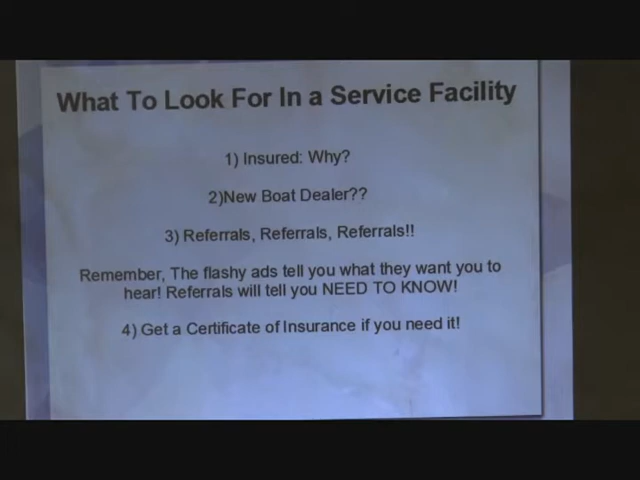 What To Look For In a Service Facility
1) Insured: Why?
2)New Boat Dealer??
3) Referrals, Referrals, Referrals!!
Remember, The flashy ads tell you what they want you to
hear! Referrals will tell you NEED TO KNOW!
4) Get a Certificate of Insurance if you need it!